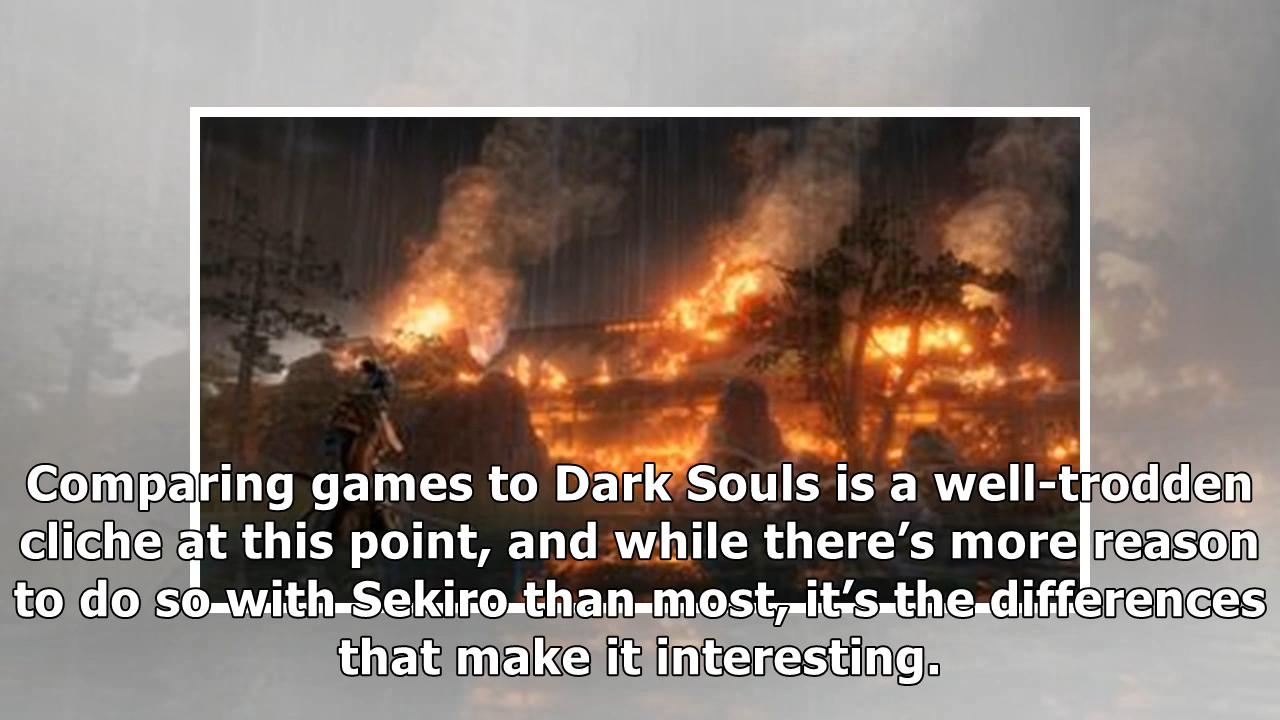 Comparing games to Dark Souls is a well-trodden
cliche at this point, and while there’s more reason
to do so with Sekiro than most, it’s the differences
that make it interesting.